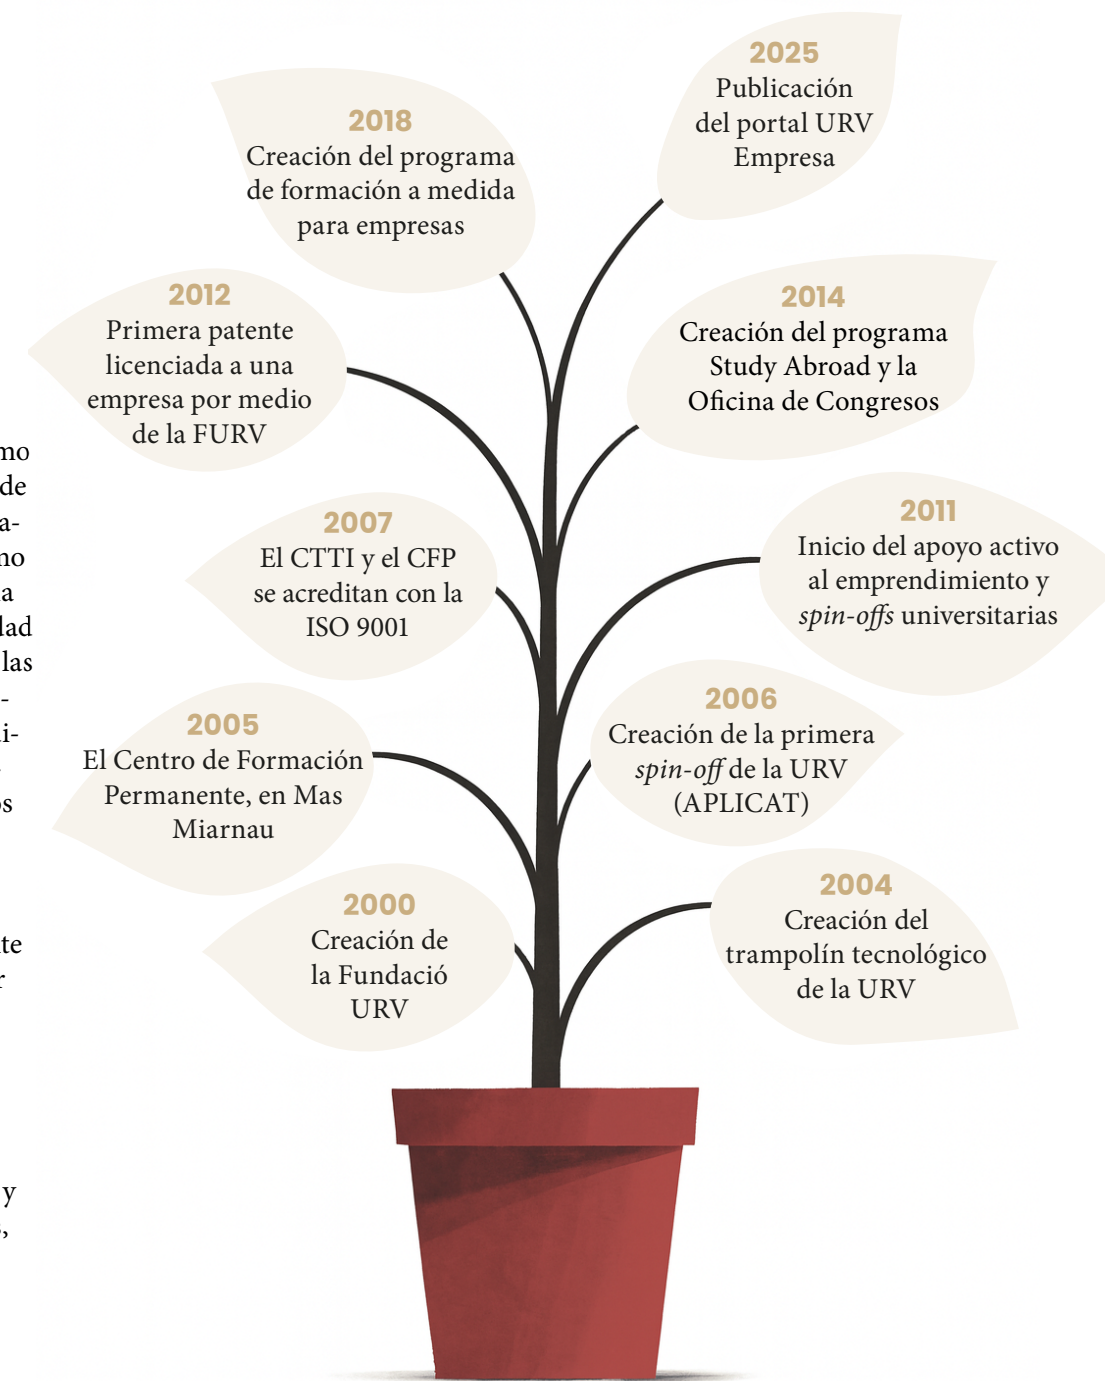 2025
Publicación
del portal URV
Empresa
2018
Creación del programa
de formación a medida
para empresas
2014
Creación del programa
Study Abroad y la
Oficina de Congresos
2012
Primera patente
licenciada a una
empresa por medio
de la FURV
2011
Inicio del apoyo activo
al emprendimiento y
spin-offs universitarias
2007
El CTTI y el CFP
se acreditan con la
ISO 9001
2006
Creación de la primera
spin-off de la URV
(APLICAT)
2005
El Centro de Formación
Permanente, en Mas
Miarnau
2004
Creación del
trampolín tecnológico
de la URV
2000
Creación de
la Fundació
URV
de
las
y